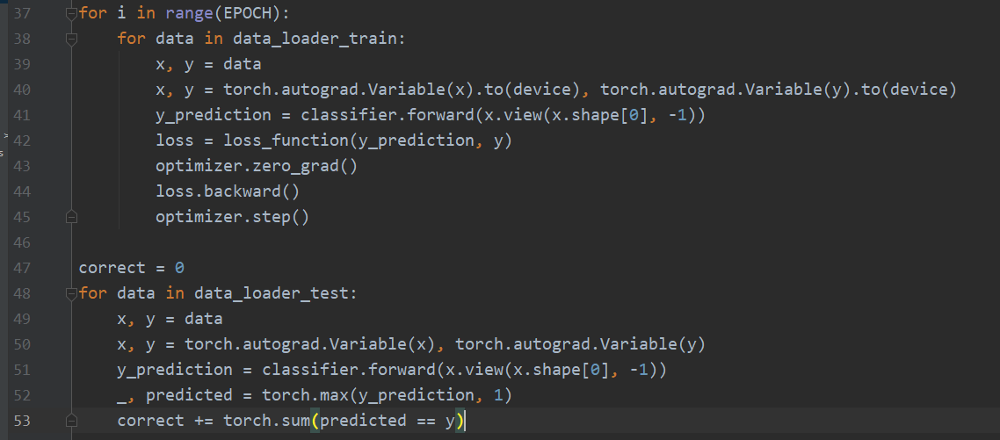 37 for i in range(EPOCH):
38     for data in data_loader_train:
39         x, y = data
40         x, y = torch.autograd.Variable(x).to(device), torch.autograd.Variable(y).to(device)
41         y_prediction = classifier.forward(x.view(x.shape[0], -1))
42         loss = loss_function(y_prediction, y)
43         optimizer.zero_grad()
44         loss.backward()
45         optimizer.step()
46
47 correct = 0
48 for data in data_loader_test:
49     x, y = data
50     x, y = torch.autograd.Variable(x), torch.autograd.Variable(y)
51     y_prediction = classifier.forward(x.view(x.shape[0], -1))
52     _, predicted = torch.max(y_prediction, 1)
53     correct += torch.sum(predicted == y)